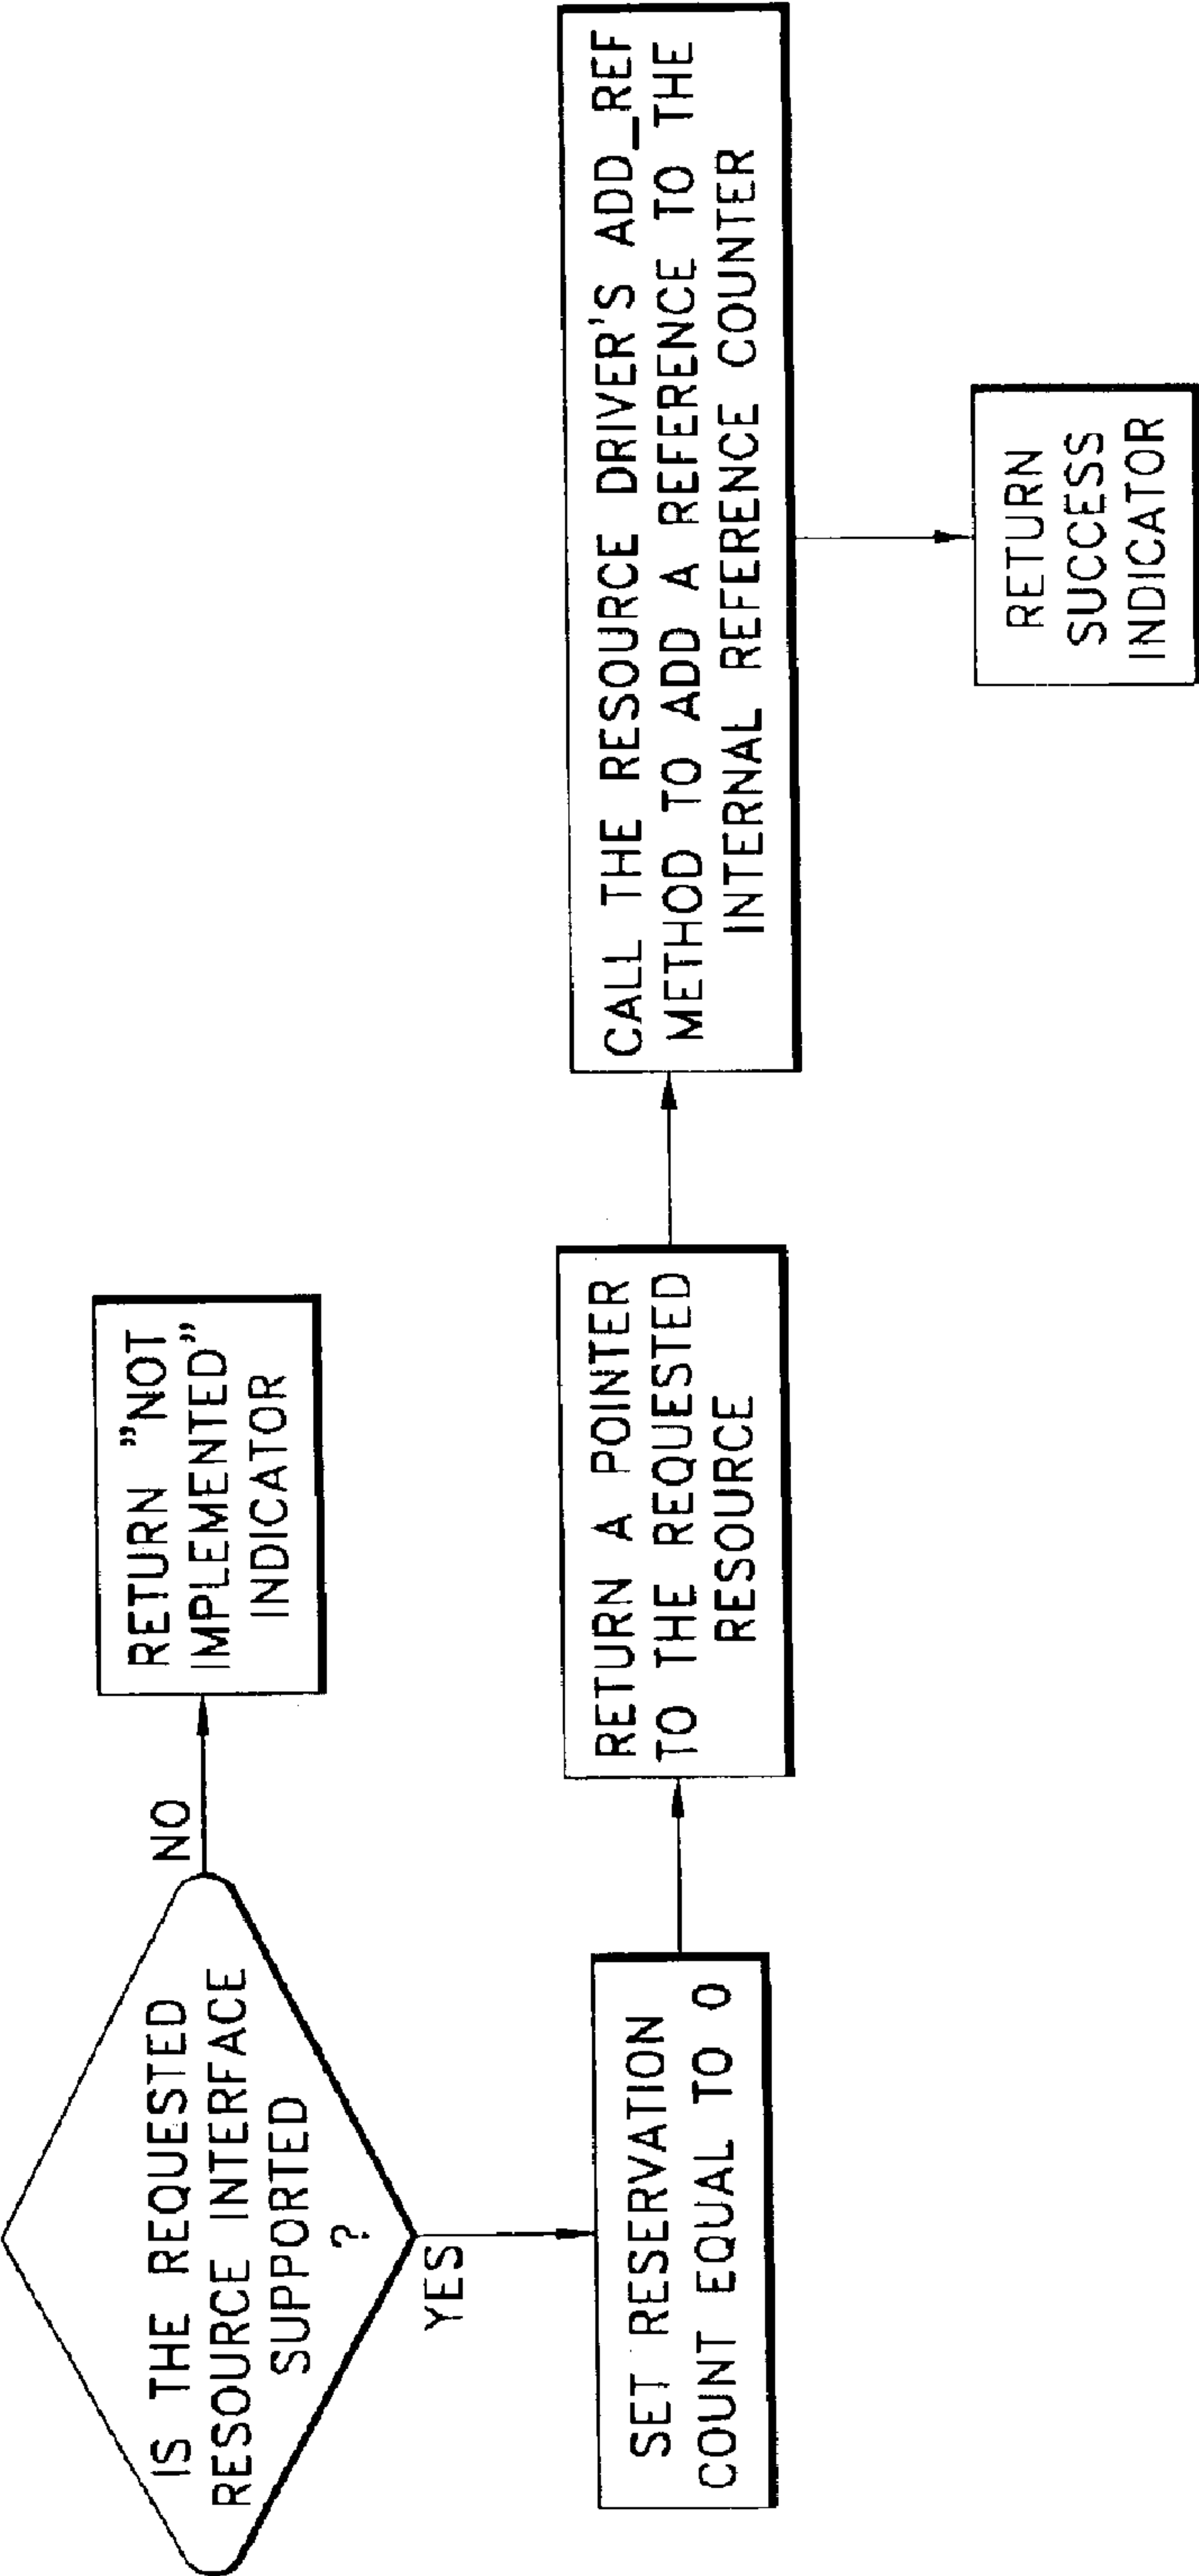 IS THE REQUESTED
RESOURCE INTERFACE
SUPPORTED
?
NO
RETURN "NOT
IMPLEMENTED"
INDICATOR
YES
SET RESERVATION
COUNT EQUAL TO 0
RETURN A POINTER
TO THE REQUESTED
RESOURCE
CALL THE RESOURCE DRIVER'S ADD_REF
METHOD TO ADD A REFERENCE TO THE
INTERNAL REFERENCE COUNTER
RETURN
SUCCESS
INDICATOR